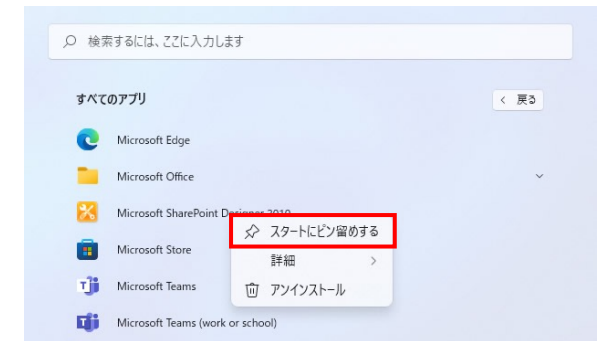 検索するには、ここに入力します
すべてのアプリ
< 戻る
Microsoft Edge
Microsoft Office
Microsoft SharePoint Designer 2010
スタートにピン留めする
Microsoft Store
詳細 >
Microsoft Teams
アンインストール
Microsoft Teams (work or school)